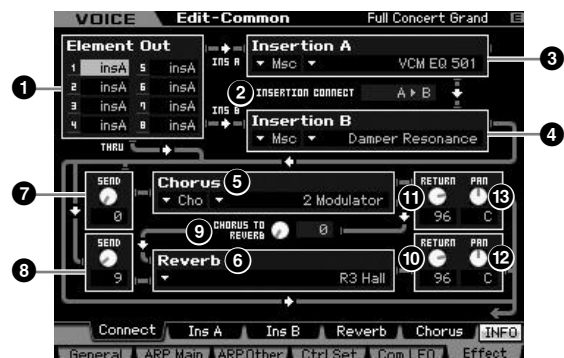 VOICE Edit-Common Full Concert Grand E
Element Out
1 insA 5 insA
2 insA 6 insA
3 insA 7 insA
4 insA 8 insA
THRU
INS A
Insertion A
Msc VCM EQ 501
INSERTION CONNECT A▸B
INS B
Insertion B
Msc Damper Resonance
1
2
3
4
SEND
0
7
Chorus 5
Cho 2 Modulator
RETURN PAN
96 C
11 13
9 CHORUS TO REVERB 0
SEND
9
8
Reverb 6
R3 Hall
RETURN PAN
96 C
10 12
Connect Ins A Ins B Reverb Chorus INFO
General ARP Main ARP Other Ctrl Set Com LFO Effect